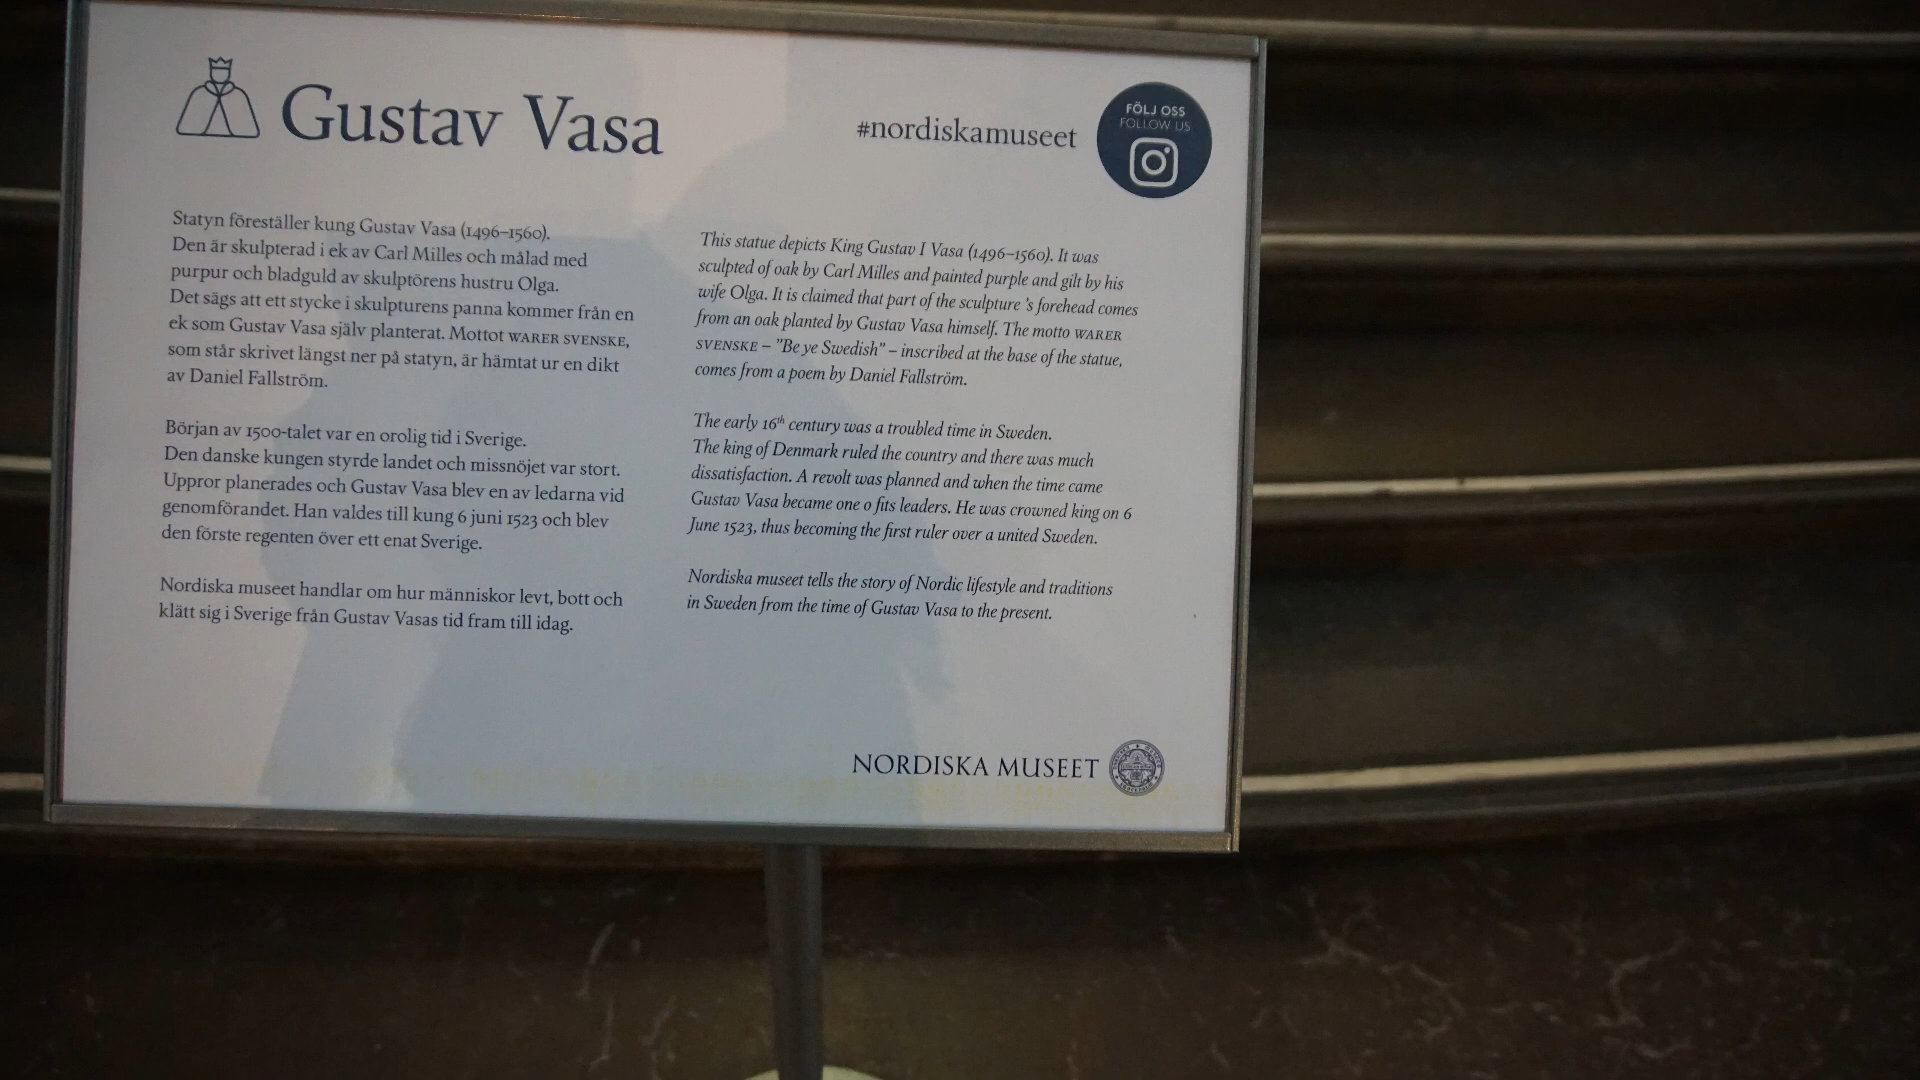 Gustav Vasa
#nordiskamuseet
FÖLJ OSS
FOLLOW US
Statyn föreställer kung Gustav Vasa (1496–1560).
Den är skulpterad i ek av Carl Milles och målad med
purpur och bladguld av skulptörens hustru Olga.
Det sägs att ett stycke i skulpturens panna kommer från en
ek som Gustav Vasa själv planterat. Mottot WARER SVENSKE,
som står skrivet längst ner på statyn, är hämtat ur en dikt
av Daniel Fallström.
Början av 1500-talet var en orolig tid i Sverige.
Den danske kungen styrde landet och missnöjet var stort.
Uppror planerades och Gustav Vasa blev en av ledarna vid
genomförandet. Han valdes till kung 6 juni 1523 och blev
den förste regenten över ett enat Sverige.
Nordiska museet handlar om hur människor levt, bott och
klätt sig i Sverige från Gustav Vasas tid fram till idag.
This statue depicts King Gustav I Vasa (1496–1560). It was
sculpted of oak by Carl Milles and painted purple and gilt by his
wife Olga. It is claimed that part of the sculpture 's forehead comes
from an oak planted by Gustav Vasa himself. The motto WARER
SVENSKE – "Be ye Swedish" – inscribed at the base of the statue,
comes from a poem by Daniel Fallström.
The early 16th century was a troubled time in Sweden.
The king of Denmark ruled the country and there was much
dissatisfaction. A revolt was planned and when the time came
Gustav Vasa became one o fits leaders. He was crowned king on 6
June 1523, thus becoming the first ruler over a united Sweden.
Nordiska museet tells the story of Nordic lifestyle and traditions
in Sweden from the time of Gustav Vasa to the present.
NORDISKA MUSEET